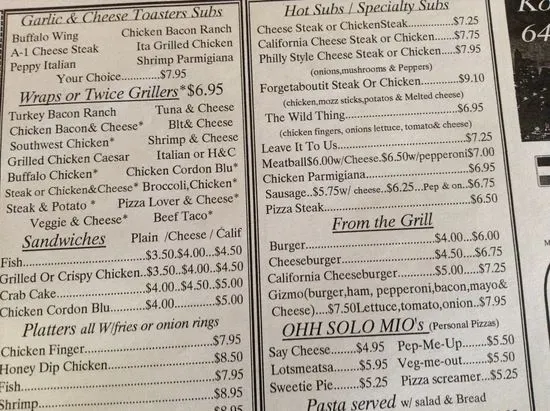 Garlic & Cheese Toasters Subs
Buffalo Wing Chicken Bacon Ranch
A-1 Cheese Steak Ita Grilled Chicken
Peppy Italian Shrimp Parmigiana
Your Choice..........$7.95
Wraps or Twice Grillers*$6.95
Turkey Bacon Ranch Tuna & Cheese
Chicken Bacon& Cheese* Blt& Cheese
Southwest Chicken* Shrimp & Cheese
Grilled Chicken Caesar Italian or H&C
Buffalo Chicken* Chicken Cordon Blu*
Steak or Chicken&Cheese* Broccoli,Chicken*
Steak & Potato * Pizza Lover & Cheese*
Veggie & Cheese* Beef Taco*
Sandwiches Plain /Cheese / Calif
Fish..............................$3.50.$4.00...$4.50
Grilled Or Crispy Chicken.$3.50..$4.00..$4.50
Crab Cake......................$4.00..$4.50...$5.00
Chicken Cordon Blu.............$4.00....$5.00
Platters all W/fries or onion rings
Chicken Finger................................$7.95
Honey Dip Chicken.........................$8.50
Fish................................................$7.95
Shrimp...........................................$8.95
$8.95
Hot Subs / Specialty Subs
Cheese Steak or ChickenSteak...............$7.25
California Cheese Steak or Chicken......$7.75
Philly Style Cheese Steak or Chicken....$7.95
(onions,mushrooms & Peppers)
Forgetaboutit Steak Or Chicken..........$9.10
(chicken,mozz sticks,potatos & Melted cheese)
The Wild Thing...............................$6.95
(chicken fingers, onions lettuce, tomato& cheese)
Leave It To Us...................................$7.25
Meatball$6.00w/Cheese.$6.50w/pepperoni$7.00
Chicken Parmigiana............................$6.95
Sausage..$5.75w/ cheese..$6.25...Pep & on..$6.75
Pizza Steak..........................................$6.50
From the Grill
Burger.............................$4.00...$6.00
Cheeseburger....................$4.50...$6.75
California Cheeseburger.......$5.00....$7.25
Gizmo(burger,ham, pepperoni,bacon,mayo&
Cheese)....$7.50Lettuce,tomato,onion..$7.95
OHH SOLO MIO's (Personal Pizzas)
Say Cheese.......$4.95 Pep-Me-Up......$5.50
Lotsmeatsa.......$5.95 Veg-me-out......$5.50
Sweetie Pie......$5.25 Pizza screamer...$5.25
Pasta served w/ salad & Bread
64